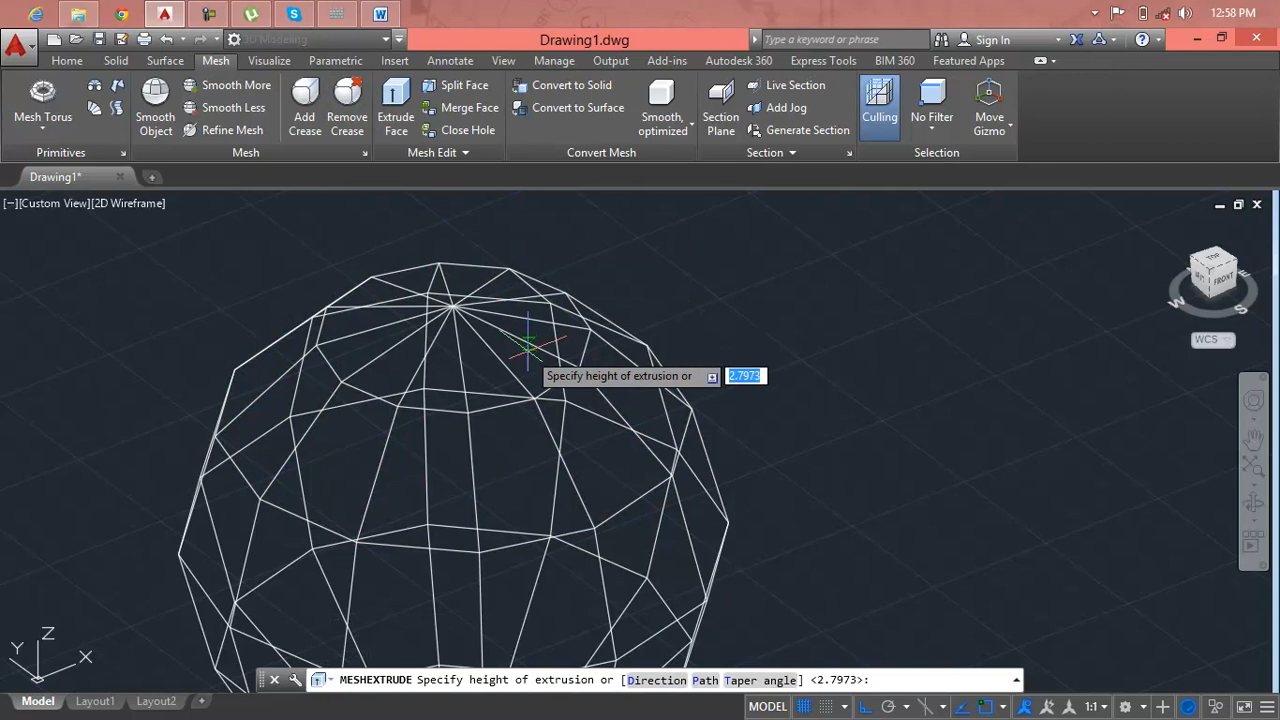 12:58 PM
3D Modeling
Drawing1.dwg
Type a keyword or phrase
Sign In
Home Solid Surface Mesh Visualize Parametric Insert Annotate View Manage Output Add-ins Autodesk 360 Express Tools BIM 360 Featured Apps
Mesh Torus
Primitives
Smooth Object
Smooth More
Smooth Less
Refine Mesh
Add Crease
Remove Crease
Mesh
Extrude Face
Split Face
Merge Face
Close Hole
Mesh Edit
Convert to Solid
Convert to Surface
Smooth, optimized
Convert Mesh
Section Plane
Live Section
Add Jog
Generate Section
Section
Culling
No Filter
Move Gizmo
Selection
Drawing1*
[−][Custom View][2D Wireframe]
TOP
FRONT
W
WCS
Specify height of extrusion or 2.7973
Z
Y
X
MESHEXTRUDE Specify height of extrusion or [Direction Path Taper angle] <2.7973>:
Model Layout1 Layout2
MODEL
1:1